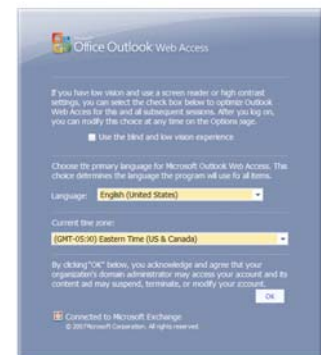 Microsoft
Office Outlook Web Access
If you have low vision and use a screen reader or high contrast
settings, you can select the check box below to optimize Outlook
Web Access for this and all subsequent sessions. After you log on,
you can modify this choice at any time on the Options page.
Use the blind and low vision experience
Choose the primary language for Microsoft Outlook Web Access. This
choice determines the language the program will use fo all items.
Language: English (United States)
Current time zone:
(GMT-05:00) Eastern Time (US & Canada)
By clicking "OK" below, you acknowledge and agree that your
organization's domain administrator may access your account and its
content and may suspend, terminate, or modify your account.
OK
Connected to Microsoft Exchange
© 2007 Microsoft Corporation. All rights reserved.